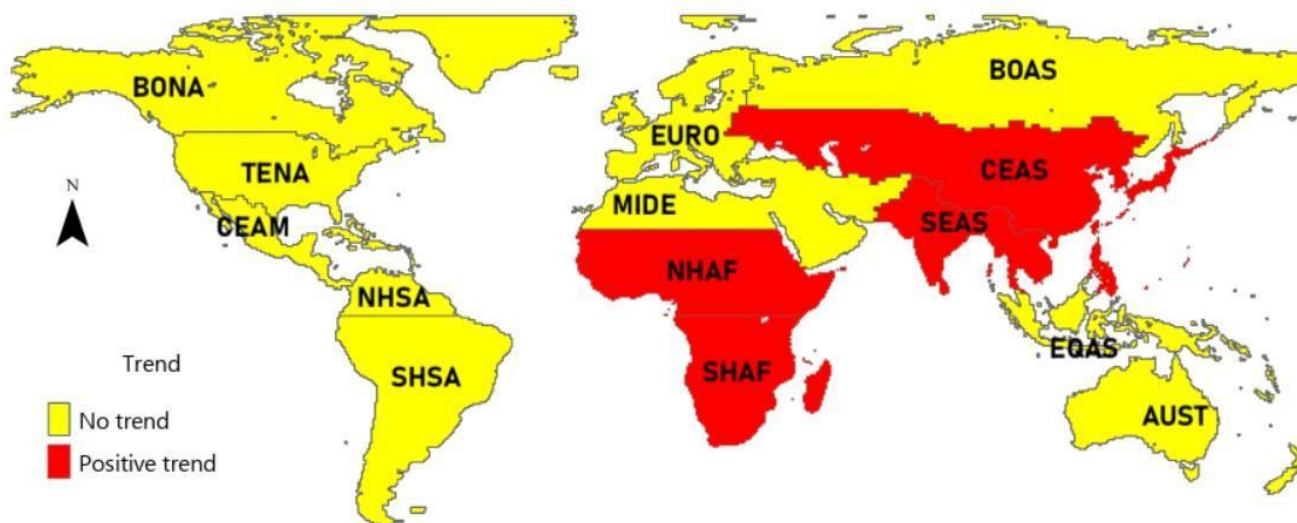 BONA
BOAS
EURO
TENA
CEAS
N
MIDE
CEAM
SEAS
NHAF
NHSA
EQAS
SHAF
SHSA
AUST
Trend
No trend
Positive trend